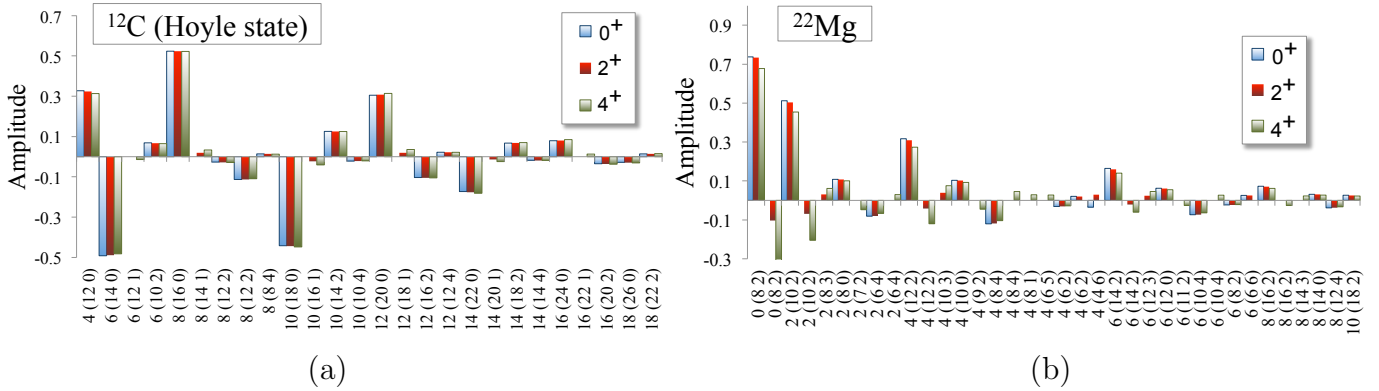 ¹²C (Hoyle state)
0⁺
2⁺
4⁺
Amplitude
0.7
0.5
0.3
0.1
-0.1
-0.3
-0.5
4 (12 0)
6 (14 0)
6 (12 1)
6 (10 2)
8 (16 0)
8 (14 1)
8 (12 2)
8 (12 2)
8 (8 4)
10 (18 0)
10 (16 1)
10 (14 2)
10 (10 4)
12 (20 0)
12 (18 1)
12 (16 2)
12 (12 4)
14 (22 0)
14 (20 1)
14 (18 2)
14 (14 4)
16 (24 0)
16 (22 1)
16 (20 2)
18 (26 0)
18 (22 2)
(a)
²²Mg
0⁺
2⁺
4⁺
Amplitude
0.9
0.7
0.5
0.3
0.1
-0.1
-0.3
0 (8 2)
0 (8 2)
2 (10 2)
2 (10 2)
2 (8 3)
2 (8 0)
2 (7 2)
2 (6 4)
2 (6 4)
4 (12 2)
4 (12 2)
4 (10 3)
4 (10 0)
4 (9 2)
4 (8 4)
4 (8 4)
4 (8 1)
4 (6 5)
4 (6 2)
4 (6 2)
4 (4 6)
6 (14 2)
6 (14 2)
6 (12 3)
6 (12 0)
6 (11 2)
6 (10 4)
6 (10 4)
6 (8 2)
6 (6 6)
8 (16 2)
8 (16 2)
8 (14 3)
8 (14 0)
8 (12 4)
10 (18 2)
(b)